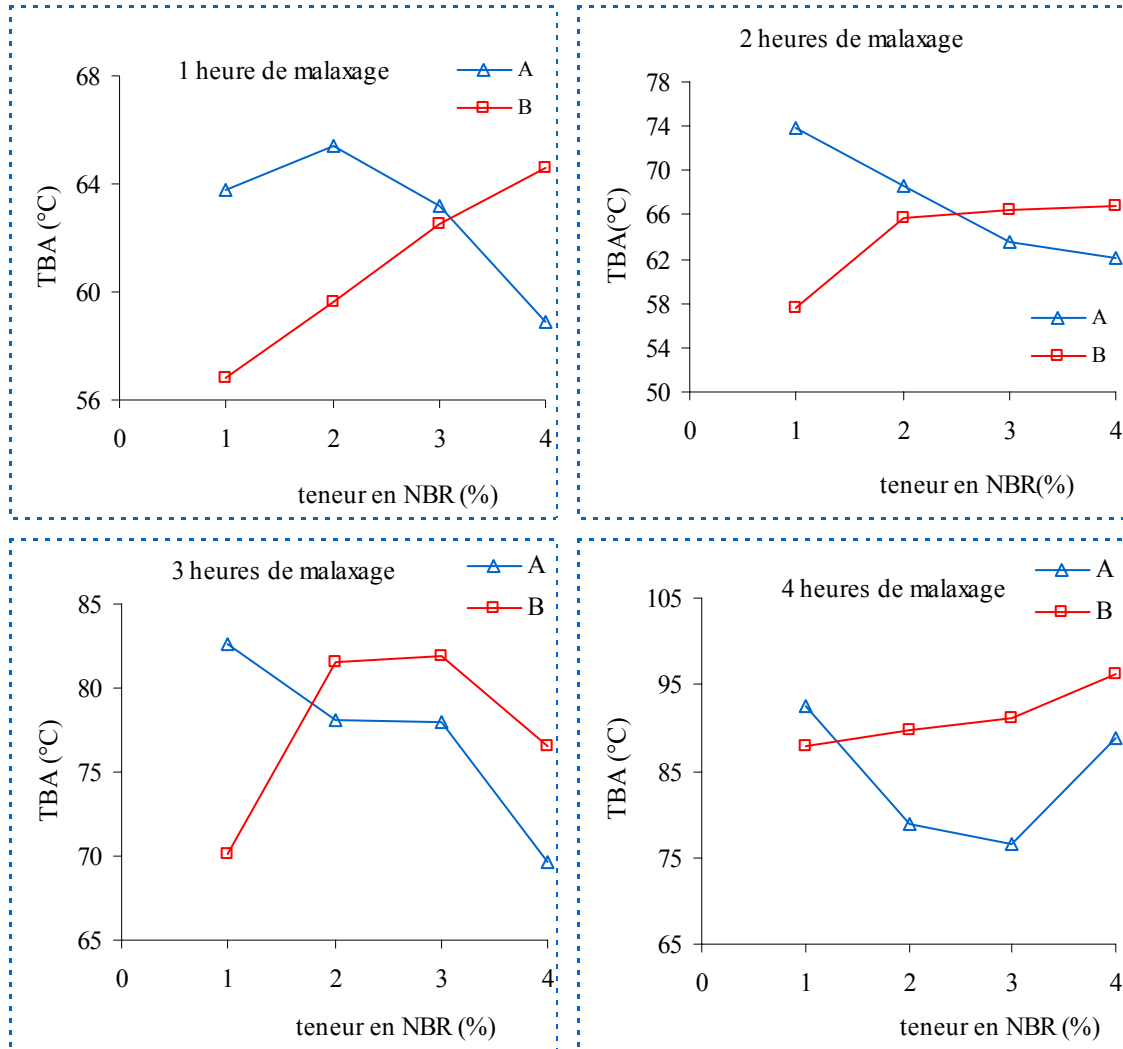 1 heure de malaxage
A
B
68
64
60
56
TBA (°C)
0 1 2 3 4
teneur en NBR (%)
2 heures de malaxage
78
74
70
66
62
58
54
50
TBA(°C)
A
B
0 1 2 3 4
teneur en NBR(%)
3 heures de malaxage
A
B
85
80
75
70
65
TBA (°C)
0 1 2 3 4
teneur en NBR (%)
4 heures de malaxage
A
B
105
95
85
75
65
TBA (°C)
0 1 2 3 4
teneur en NBR (%)